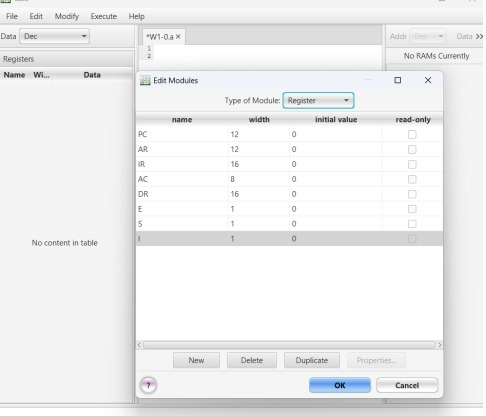 File Edit Modify Execute Help
Data Dec
*W1-0.a ×
Addr Dec Data >>
1
2
Registers
No RAMs Currently
Name Wi... Data
Edit Modules
Type of Module: Register
name width initial value read-only
PC 12 0
AR 12 0
IR 16 0
AC 8 0
DR 16 0
E 1 0
S 1 0
I 1 0
No content in table
New Delete Duplicate Properties...
? OK Cancel